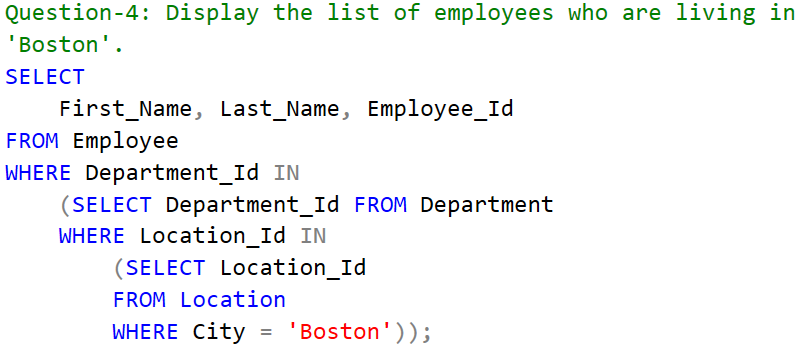 Question-4: Display the list of employees who are living in
'Boston'.
SELECT
    First_Name, Last_Name, Employee_Id
FROM Employee
WHERE Department_Id IN
    (SELECT Department_Id FROM Department
    WHERE Location_Id IN
        (SELECT Location_Id
        FROM Location
        WHERE City = 'Boston'));